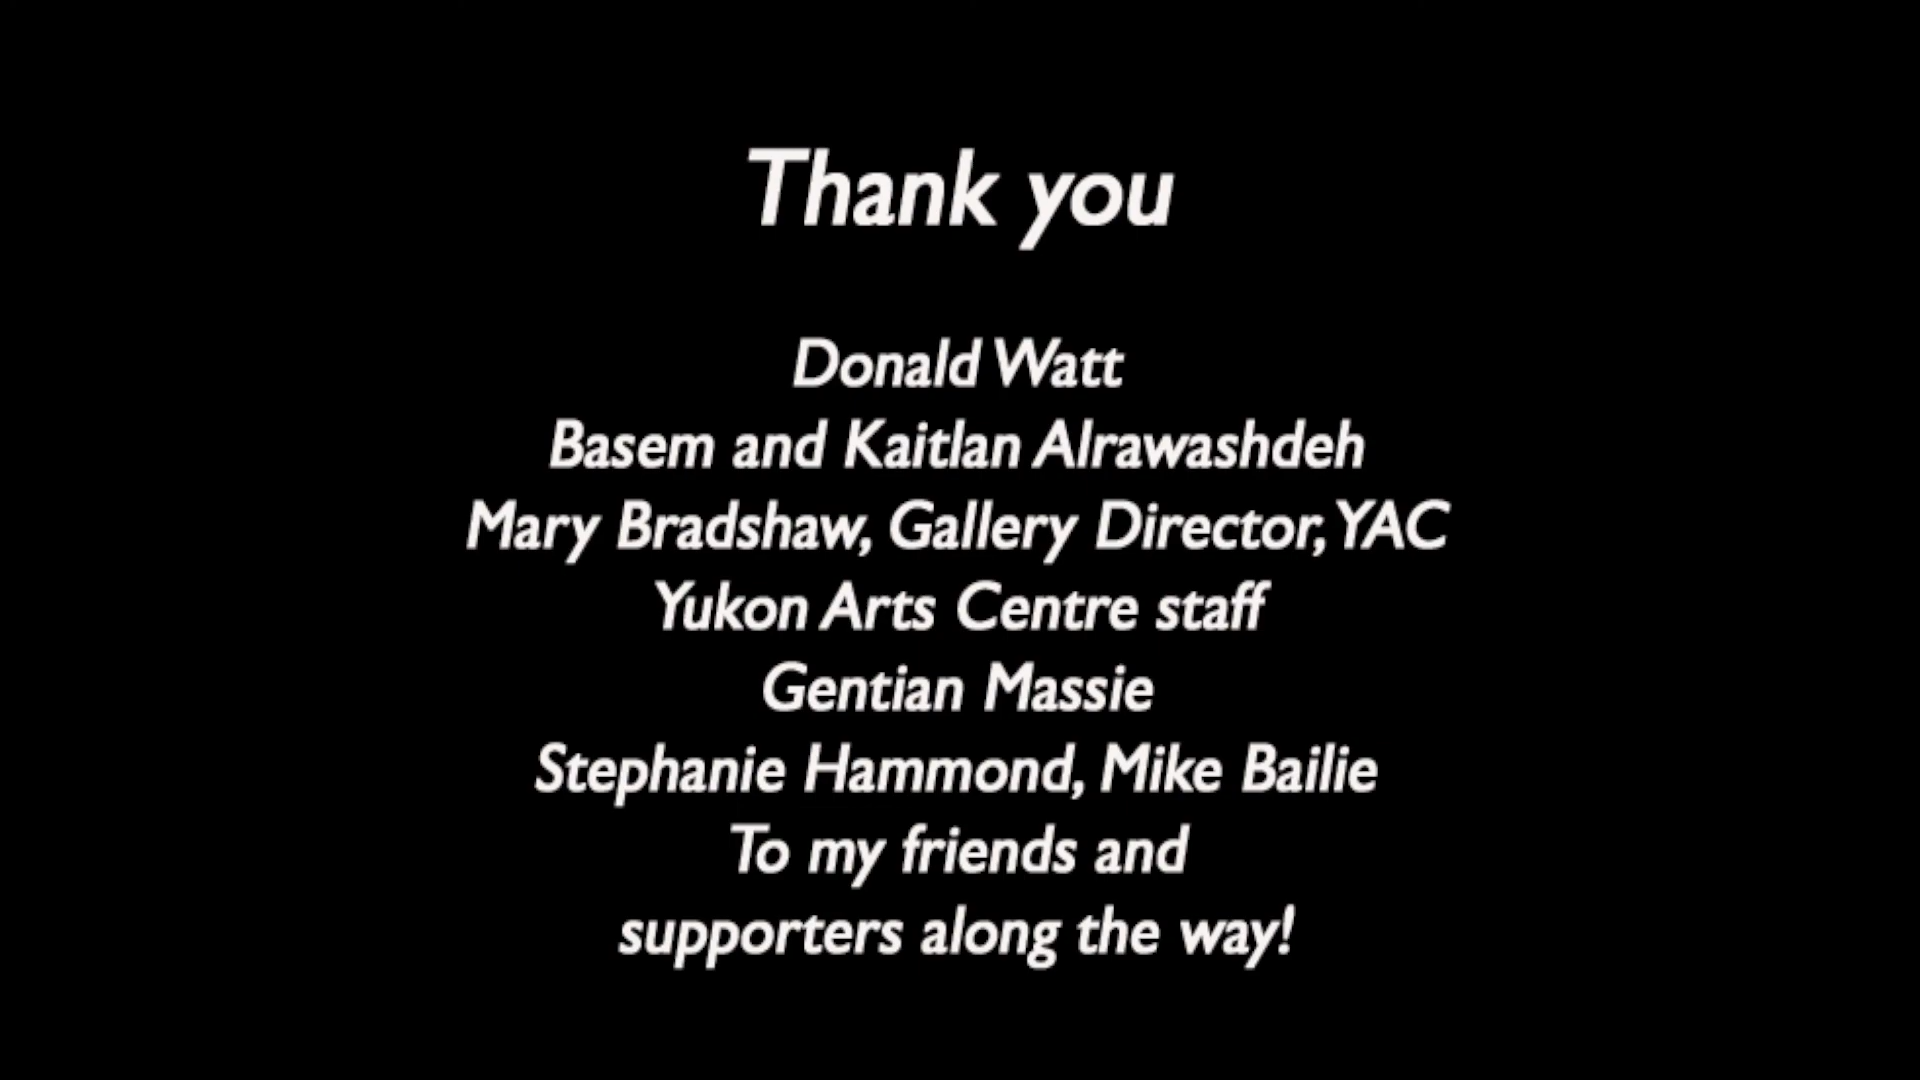 Thank you
Donald Watt
Basem and Kaitlan Alrawashdeh
Mary Bradshaw, Gallery Director, YAC
Yukon Arts Centre staff
Gentian Massie
Stephanie Hammond, Mike Bailie
To my friends and
supporters along the way!